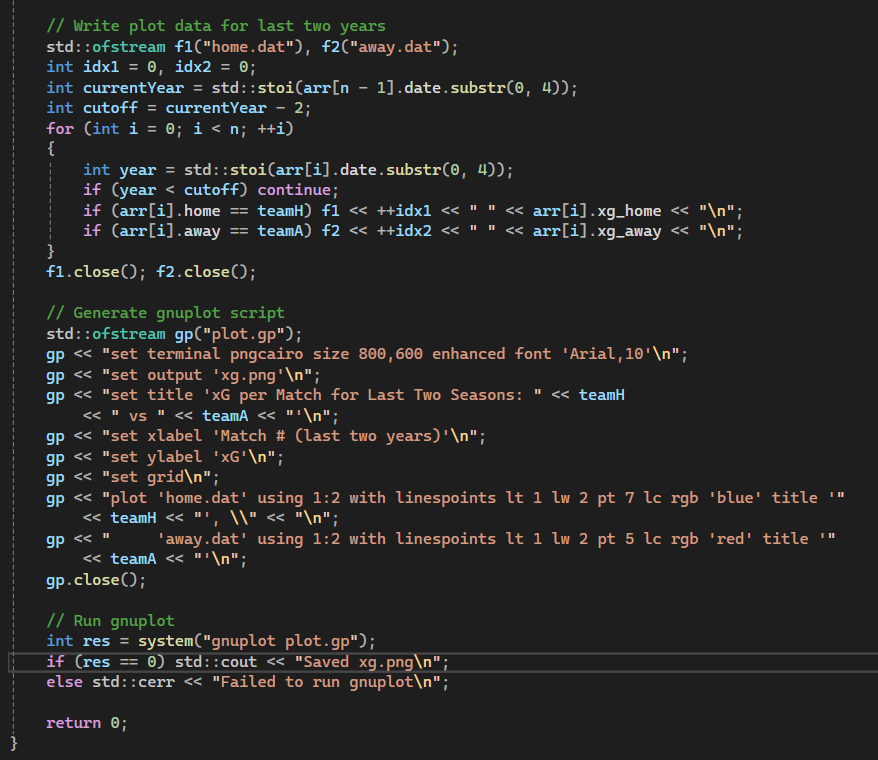 // Write plot data for last two years
std::ofstream f1("home.dat"), f2("away.dat");
int idx1 = 0, idx2 = 0;
int currentYear = std::stoi(arr[n - 1].date.substr(0, 4));
int cutoff = currentYear - 2;
for (int i = 0; i < n; ++i)
{
    int year = std::stoi(arr[i].date.substr(0, 4));
    if (year < cutoff) continue;
    if (arr[i].home == teamH) f1 << ++idx1 << " " << arr[i].xg_home << "\n";
    if (arr[i].away == teamA) f2 << ++idx2 << " " << arr[i].xg_away << "\n";
}
f1.close(); f2.close();

// Generate gnuplot script
std::ofstream gp("plot.gp");
gp << "set terminal pngcairo size 800,600 enhanced font 'Arial,10'\n";
gp << "set output 'xg.png'\n";
gp << "set title 'xG per Match for Last Two Seasons: " << teamH
    << " vs " << teamA << "'\n";
gp << "set xlabel 'Match # (last two years)'\n";
gp << "set ylabel 'xG'\n";
gp << "set grid\n";
gp << "plot 'home.dat' using 1:2 with linespoints lt 1 lw 2 pt 7 lc rgb 'blue' title '"
    << teamH << "', \\" << "\n";
gp << "     'away.dat' using 1:2 with linespoints lt 1 lw 2 pt 5 lc rgb 'red' title '"
    << teamA << "'\n";
gp.close();

// Run gnuplot
int res = system("gnuplot plot.gp");
if (res == 0) std::cout << "Saved xg.png\n";
else std::cerr << "Failed to run gnuplot\n";

return 0;
}